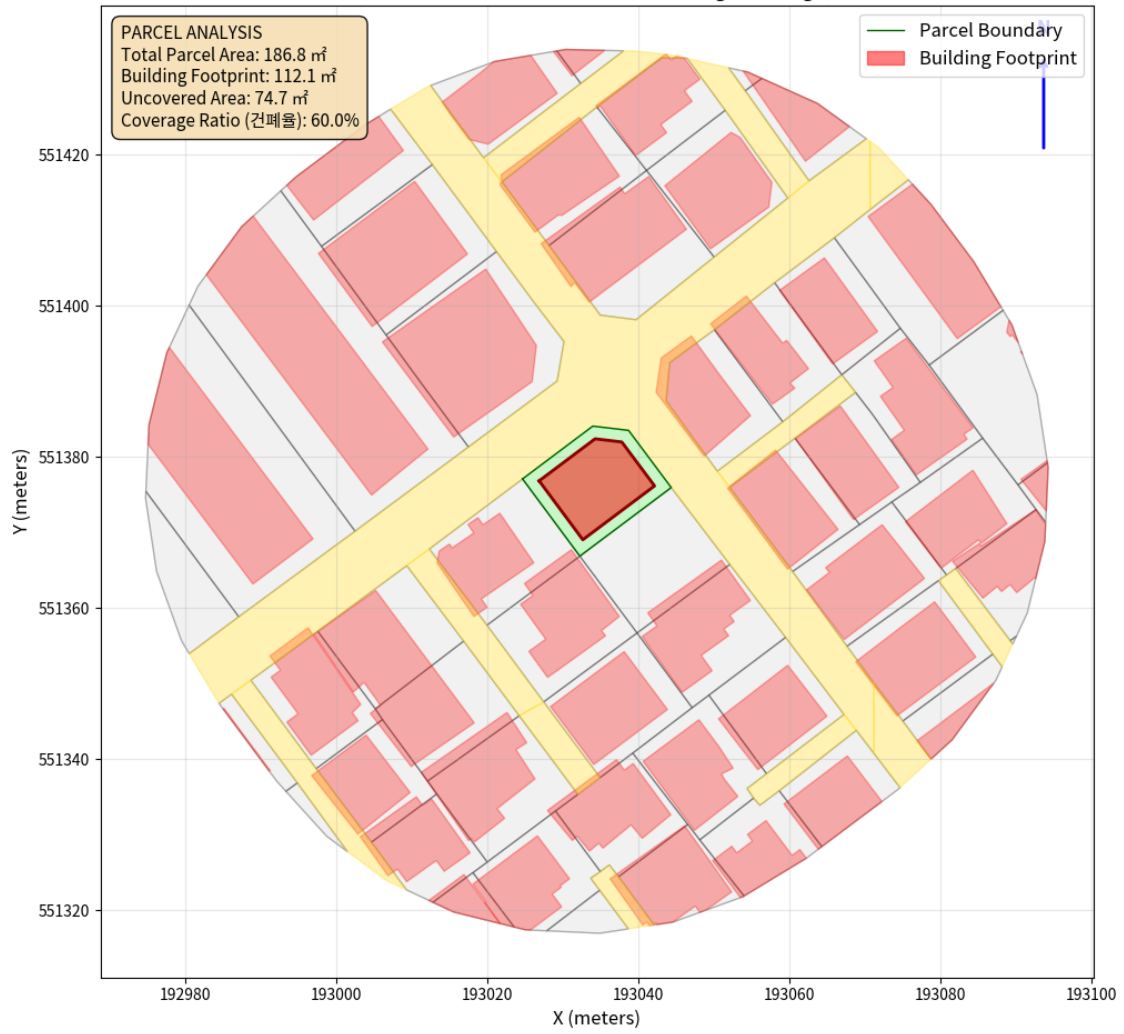 PARCEL ANALYSIS
Total Parcel Area: 186.8 ㎡
Building Footprint: 112.1 ㎡
Uncovered Area: 74.7 ㎡
Coverage Ratio (건폐율): 60.0%
Parcel Boundary
Building Footprint
N
551420
551400
551380
551360
551340
551320
Y (meters)
192980
193000
193020
193040
193060
193080
193100
X (meters)